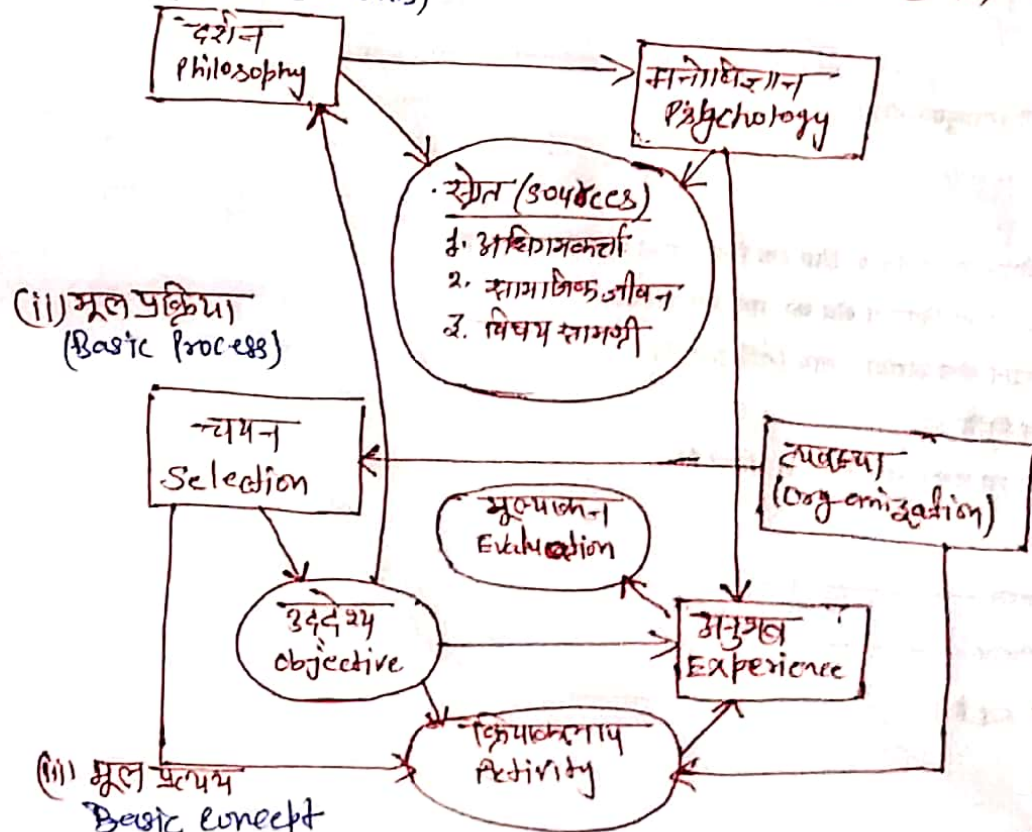 दर्शन
Philosophy
मनोविज्ञान
Psychology
स्रोत (Sources)
1. अधिगमकर्ता
2. सामाजिक जीवन
3. विषय सामग्री
(ii) मूल प्रक्रिया
(Basic Process)
चयन
Selection
व्यवस्था
(Organization)
मूल्याकन
Evaluation
उद्देश्य
Objective
अनुभव
Experience
क्रियाकलाप
Activity
(iii) मूल प्रत्यय
Basic Concept